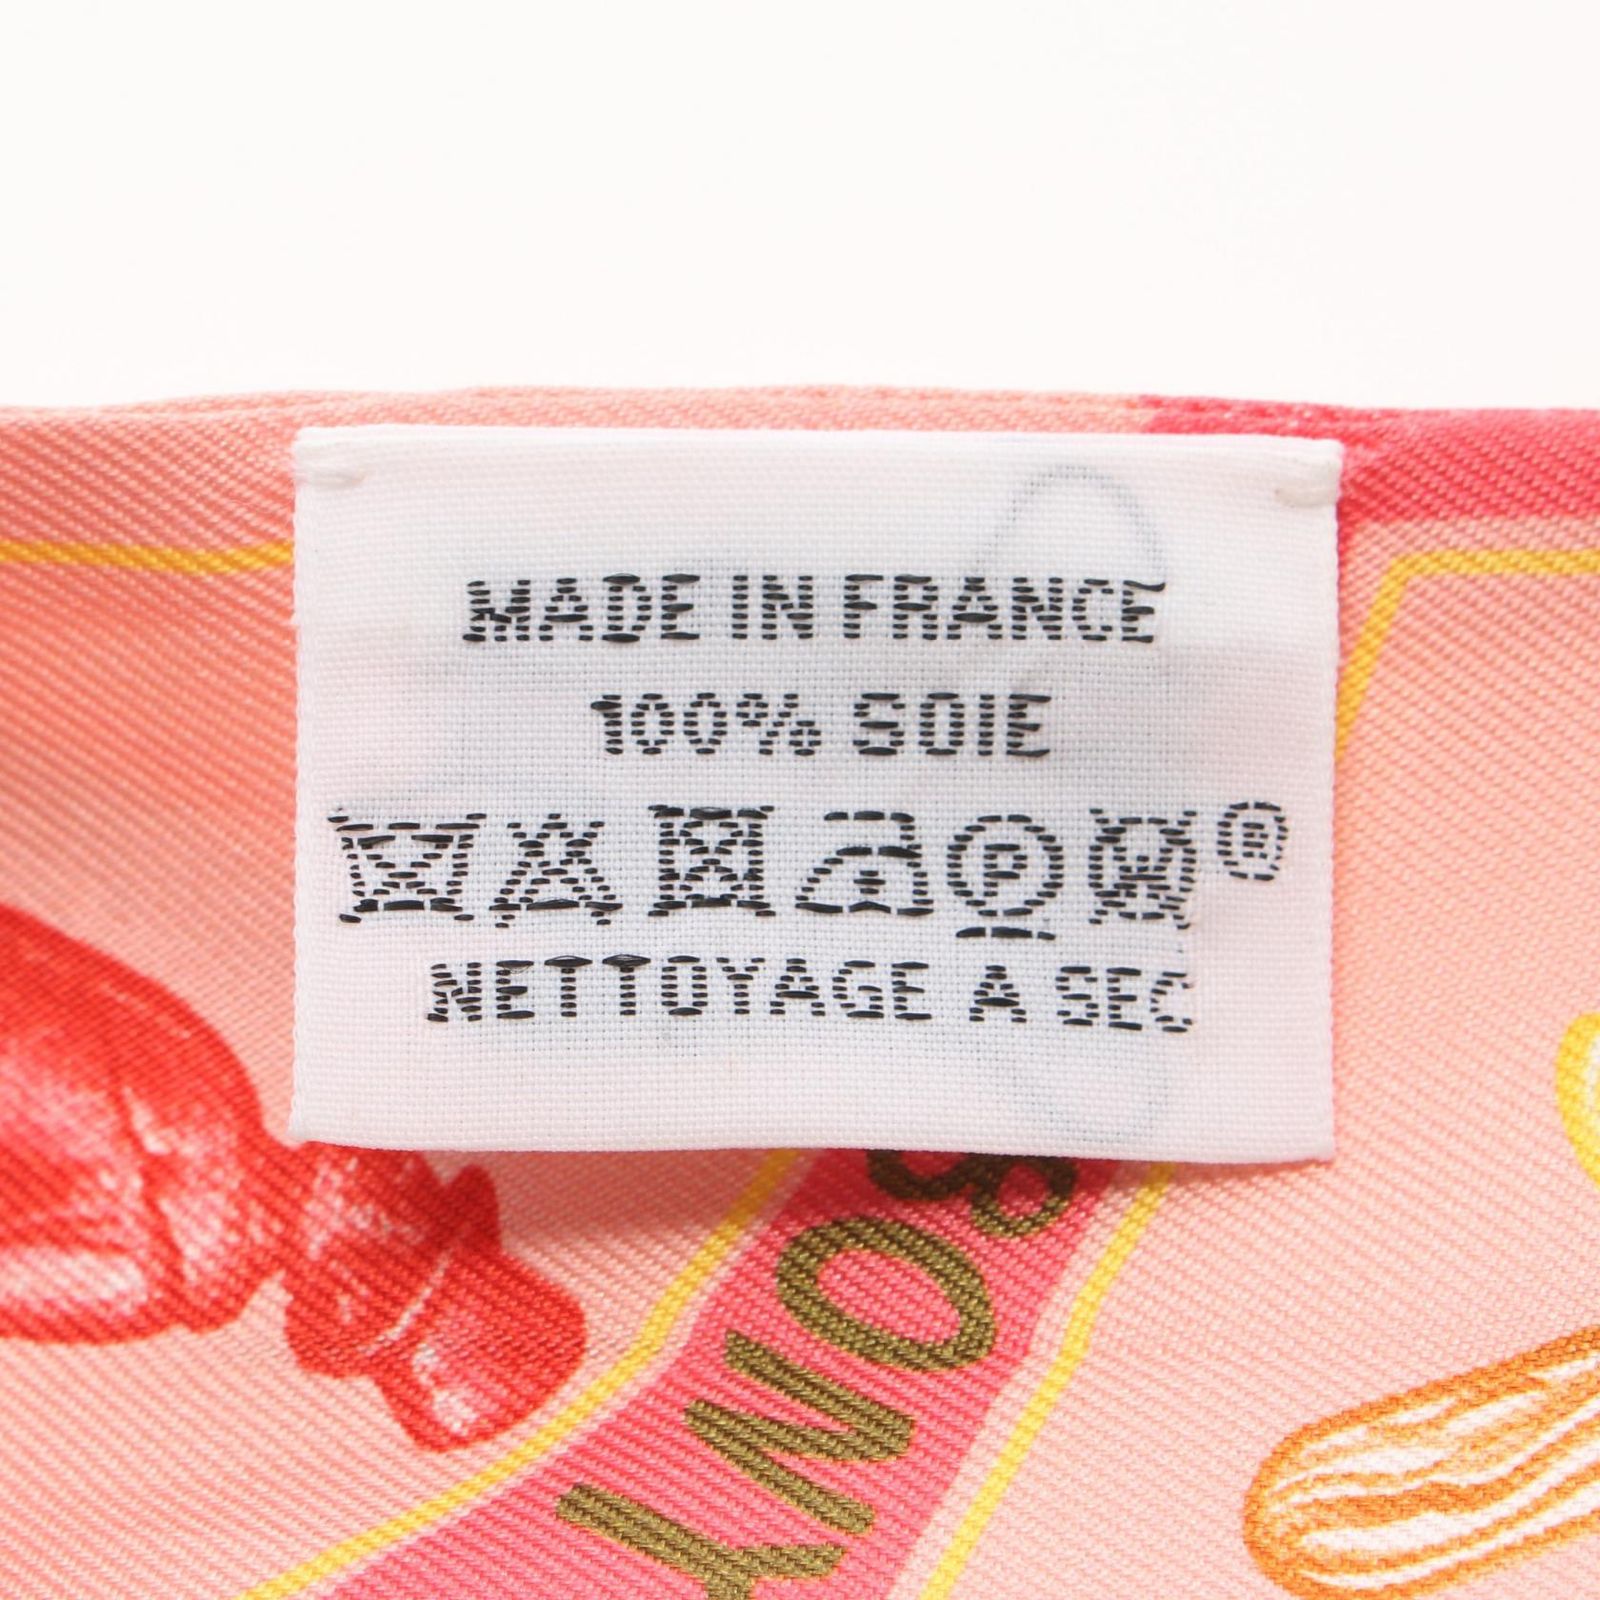 MADE IN FRANCE
100% SOIE
P W ®
NETTOYAGE A SEC